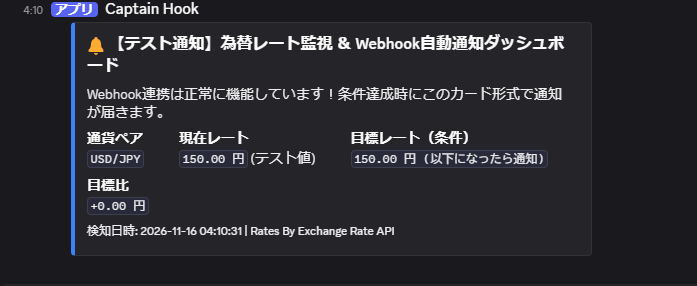 4:10 アプリ Captain Hook
🔔 【テスト通知】為替レート監視 & Webhook自動通知ダッシュボ
ード
Webhook連携は正常に機能しています！条件達成時にこのカード形式で通知
が届きます。
通貨ペア 現在レート 目標レート（条件）
USD/JPY 150.00 円 (テスト値) 150.00 円 (以下になったら通知)
目標比
+0.00 円
検知日時: 2026-11-16 04:10:31 | Rates By Exchange Rate API